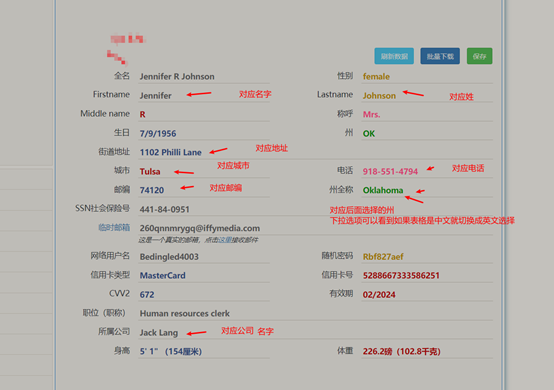 刷新数据 批量下载 保存
全名 Jennifer R Johnson 性别 female
Firstname Jennifer 对应名字 Lastname Johnson 对应姓
Middle name R 称呼 Mrs.
生日 7/9/1956 州 OK
街道地址 1102 Philli Lane 对应地址
城市 Tulsa 对应城市 电话 918-551-4794 对应电话
邮编 74120 对应邮编 州全称 Oklahoma
对应后面选择的州
SSN社会保险号 441-84-0951 下拉选项可以看到如果表格是中文就切换成英文选择
临时邮箱 260qnnmrygq@iffymedia.com
这是一个真实的邮箱，点击这里接收邮件
网络用户名 Bedingled4003 随机密码 Rbf827aef
信用卡类型 MasterCard 信用卡号 5288667333586251
CVV2 672 有效期 02/2024
职位（职称） Human resources clerk
所属公司 Jack Lang 对应公司 名字
身高 5' 1" （154厘米） 体重 226.2磅（102.8千克）